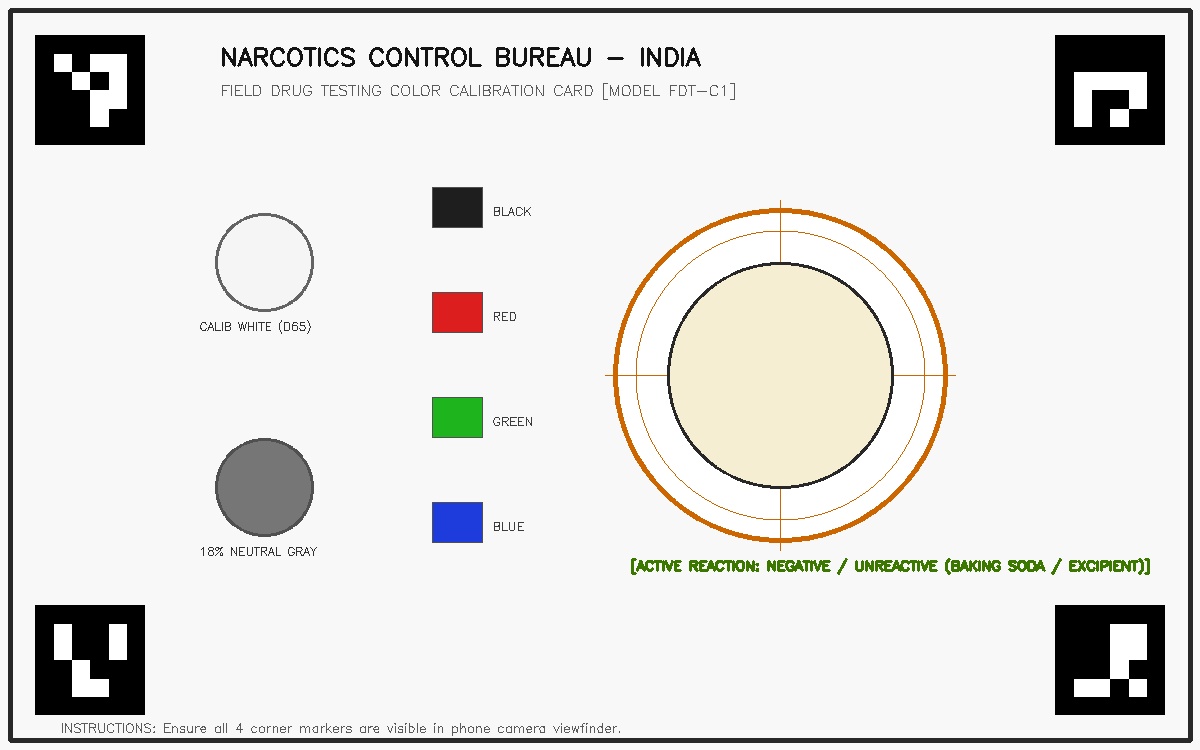 NARCOTICS CONTROL BUREAU - INDIA
FIELD DRUG TESTING COLOR CALIBRATION CARD [MODEL FDT-C1]
BLACK
CALIB WHITE (D65)
RED
GREEN
BLUE
18% NEUTRAL GRAY
[ACTIVE REACTION: NEGATIVE / UNREACTIVE (BAKING SODA / EXCIPIENT)]
INSTRUCTIONS: Ensure all 4 corner markers are visible in phone camera viewfinder.